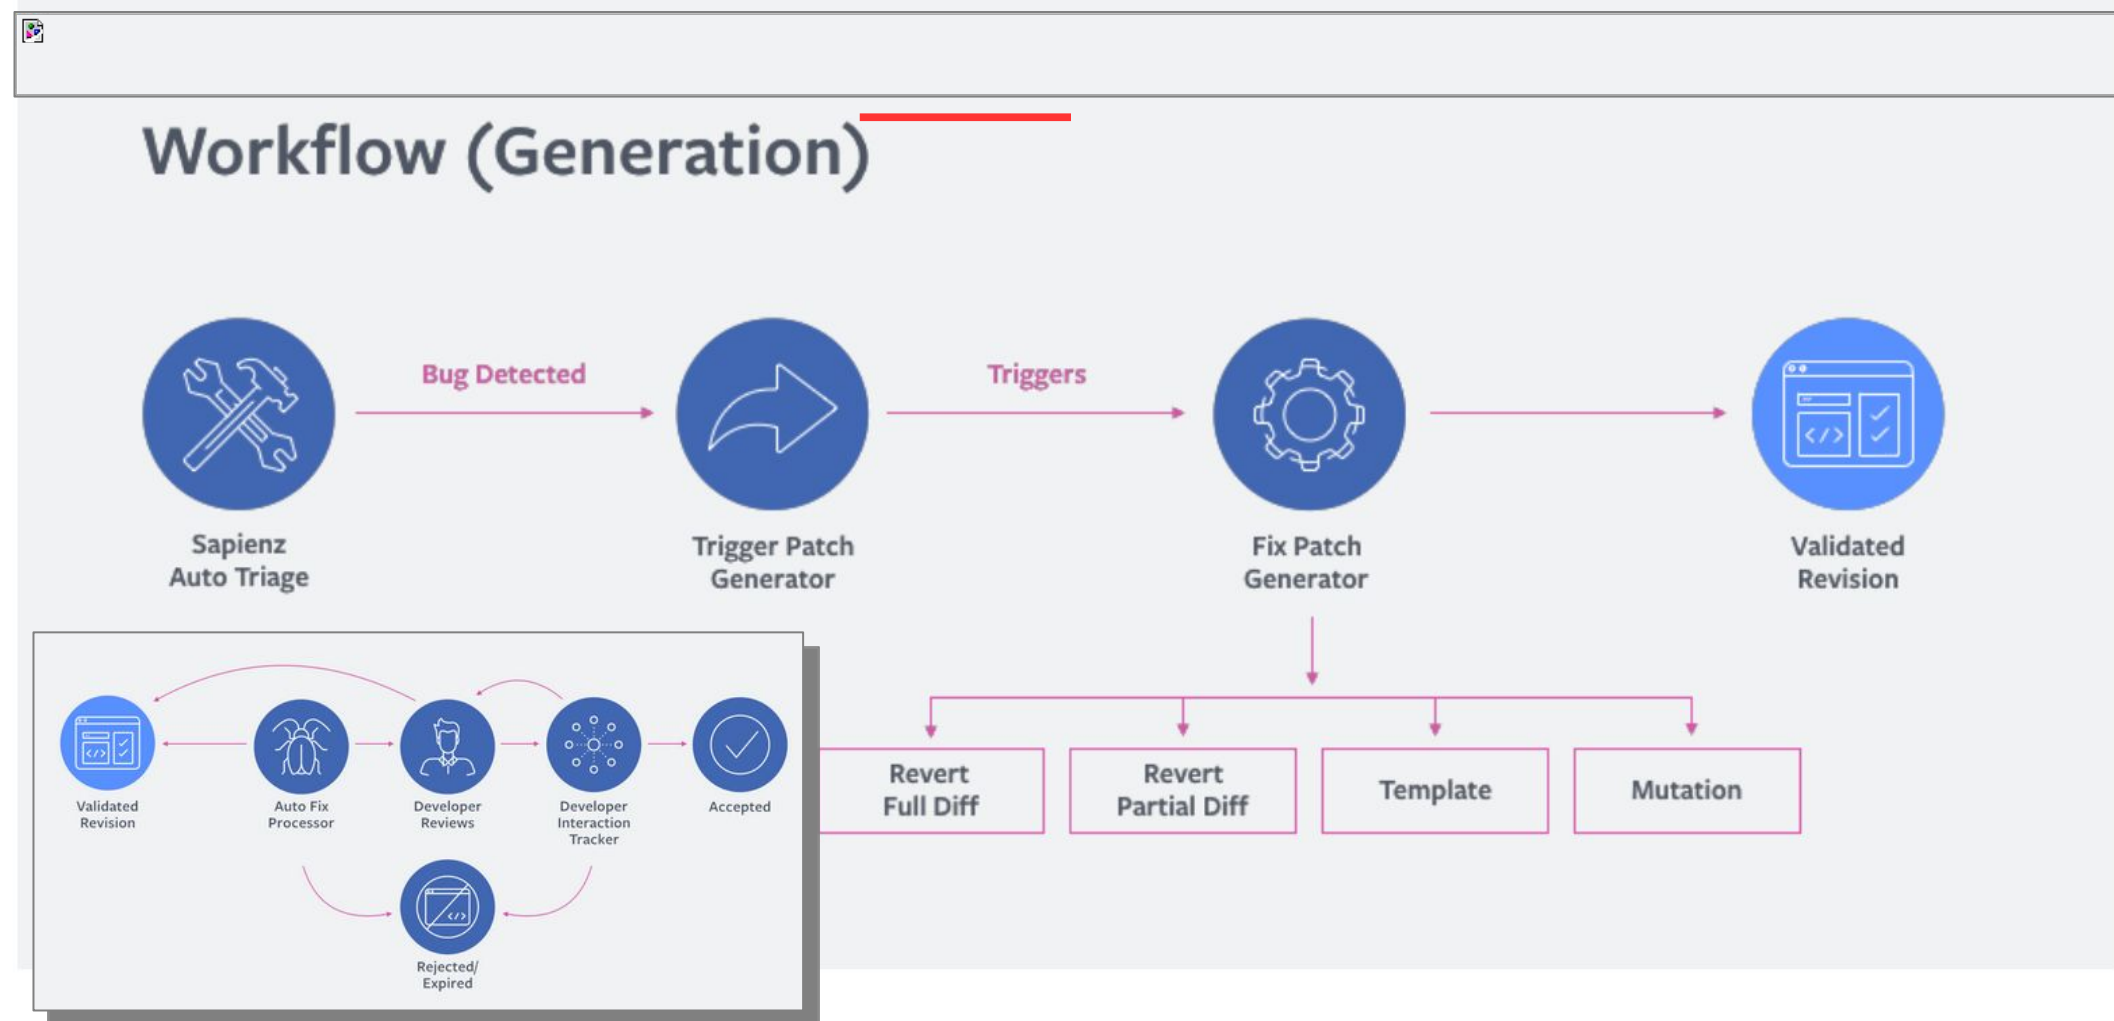 Workflow (Generation)
Bug Detected
Triggers
Sapienz
Auto Triage
Trigger Patch
Generator
Fix Patch
Generator
Validated
Revision
Revert
Full Diff
Revert
Partial Diff
Template
Mutation
Validated
Revision
Auto Fix
Processor
Developer
Reviews
Developer
Interaction
Tracker
Accepted
Rejected/
Expired